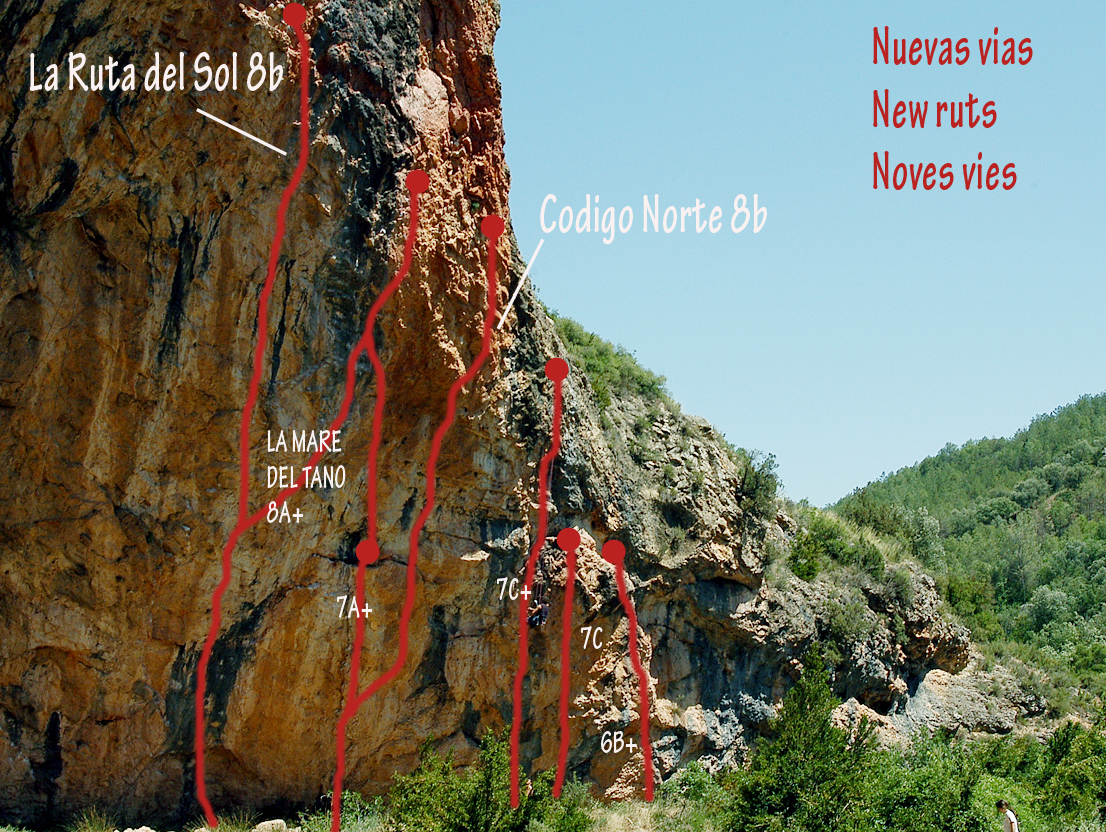 La Ruta del Sol 8b
Nuevas vias
New ruts
Noves vies
Codigo Norte 8b
LA MARE
DEL TANO
8A+
7A+
7C+
7C
6B+